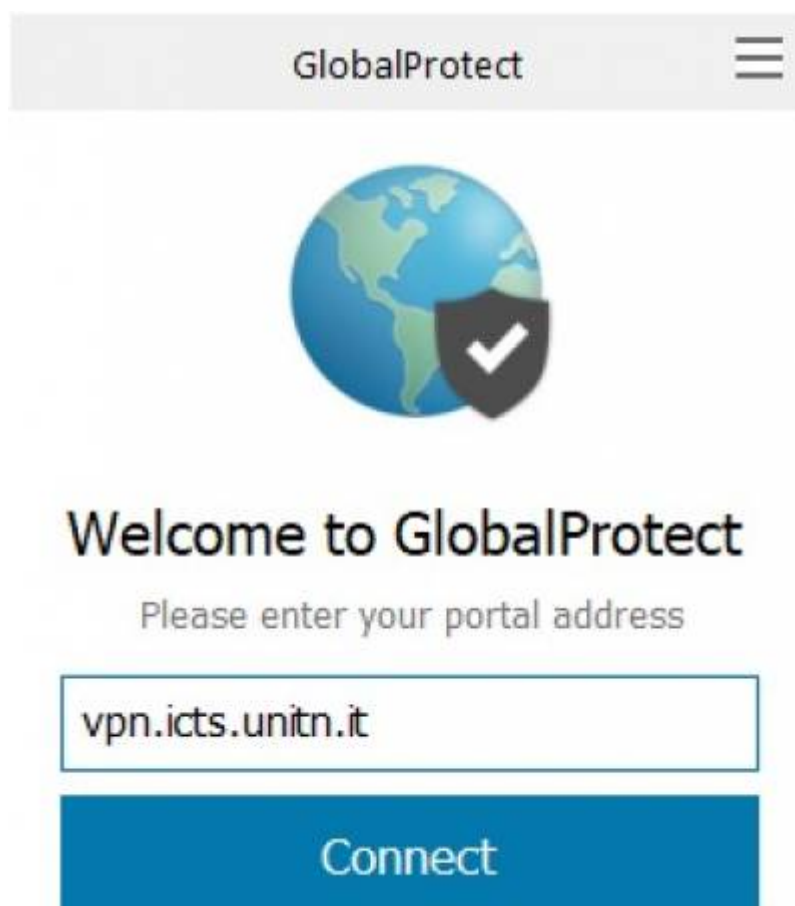 GlobalProtect
Welcome to GlobalProtect
Please enter your portal address
vpn.icts.unitn.it
Connect